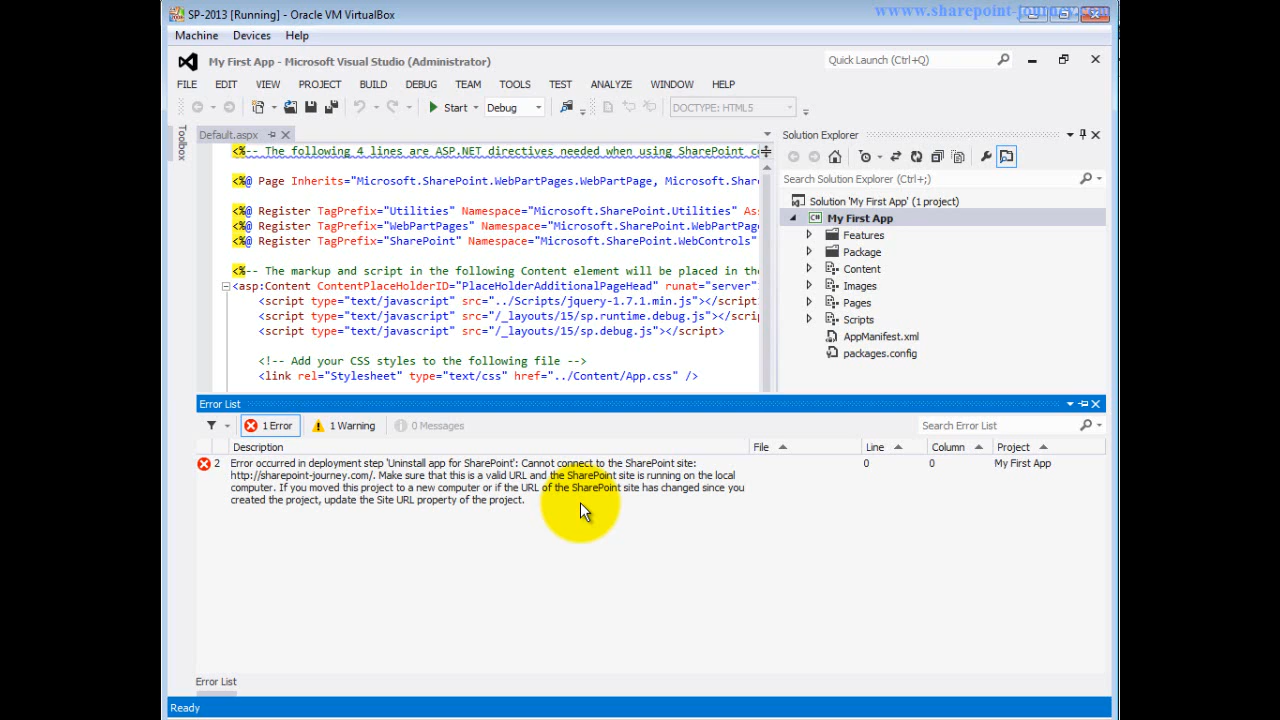 SP-2013 [Running] - Oracle VM VirtualBox
www.sharepoint-journey.com
Machine Devices Help
My First App - Microsoft Visual Studio (Administrator)
Quick Launch (Ctrl+Q)
FILE EDIT VIEW PROJECT BUILD DEBUG TEAM TOOLS TEST ANALYZE WINDOW HELP
Start Debug DOCTYPE: HTML5
Toolbox
Default.aspx
<%-- The following 4 lines are ASP.NET directives needed when using SharePoint c
<%@ Page Inherits="Microsoft.SharePoint.WebPartPages.WebPartPage, Microsoft.Shar
<%@ Register TagPrefix="Utilities" Namespace="Microsoft.SharePoint.Utilities" As
<%@ Register TagPrefix="WebPartPages" Namespace="Microsoft.SharePoint.WebPartPag
<%@ Register TagPrefix="SharePoint" Namespace="Microsoft.SharePoint.WebControls"
<%-- The markup and script in the following Content element will be placed in the
<asp:Content ContentPlaceHolderID="PlaceHolderAdditionalPageHead" runat="server"
<script type="text/javascript" src="../Scripts/jquery-1.7.1.min.js"></script
<script type="text/javascript" src="/_layouts/15/sp.runtime.debug.js"></scrip
<script type="text/javascript" src="/_layouts/15/sp.debug.js"></script>
<!-- Add your CSS styles to the following file -->
<link rel="Stylesheet" type="text/css" href="../Content/App.css" />
Solution Explorer
Search Solution Explorer (Ctrl+;)
Solution 'My First App' (1 project)
My First App
Features
Package
Content
Images
Pages
Scripts
AppManifest.xml
packages.config
Error List
1 Error 1 Warning 0 Messages
Search Error List
Description File Line Column Project
2 Error occurred in deployment step 'Uninstall app for SharePoint': Cannot connect to the SharePoint site: 0 0 My First App
http://sharepoint-journey.com/. Make sure that this is a valid URL and the SharePoint site is running on the local
computer. If you moved this project to a new computer or if the URL of the SharePoint site has changed since you
created the project, update the Site URL property of the project.
Error List
Ready